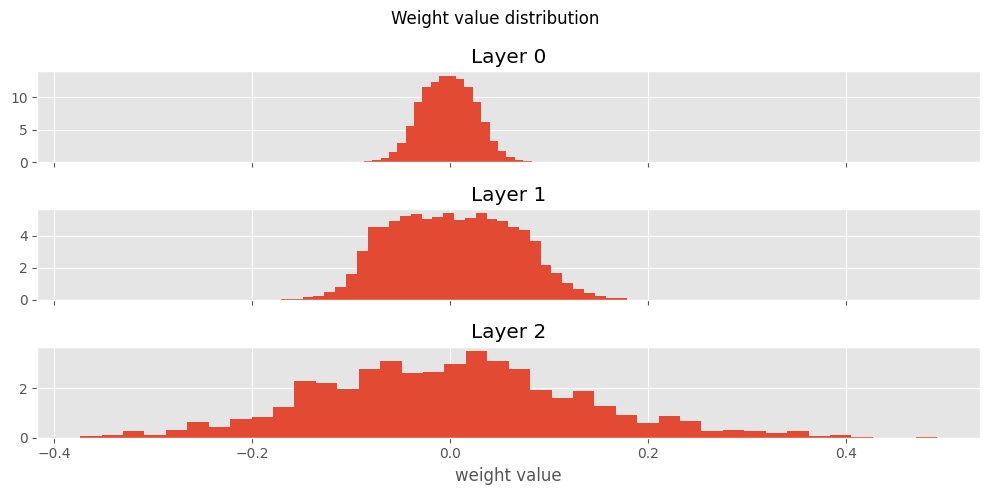 Weight value distribution
Layer 0
10
5
0
Layer 1
4
2
0
Layer 2
2
0
−0.4 −0.2 0.0 0.2 0.4
weight value